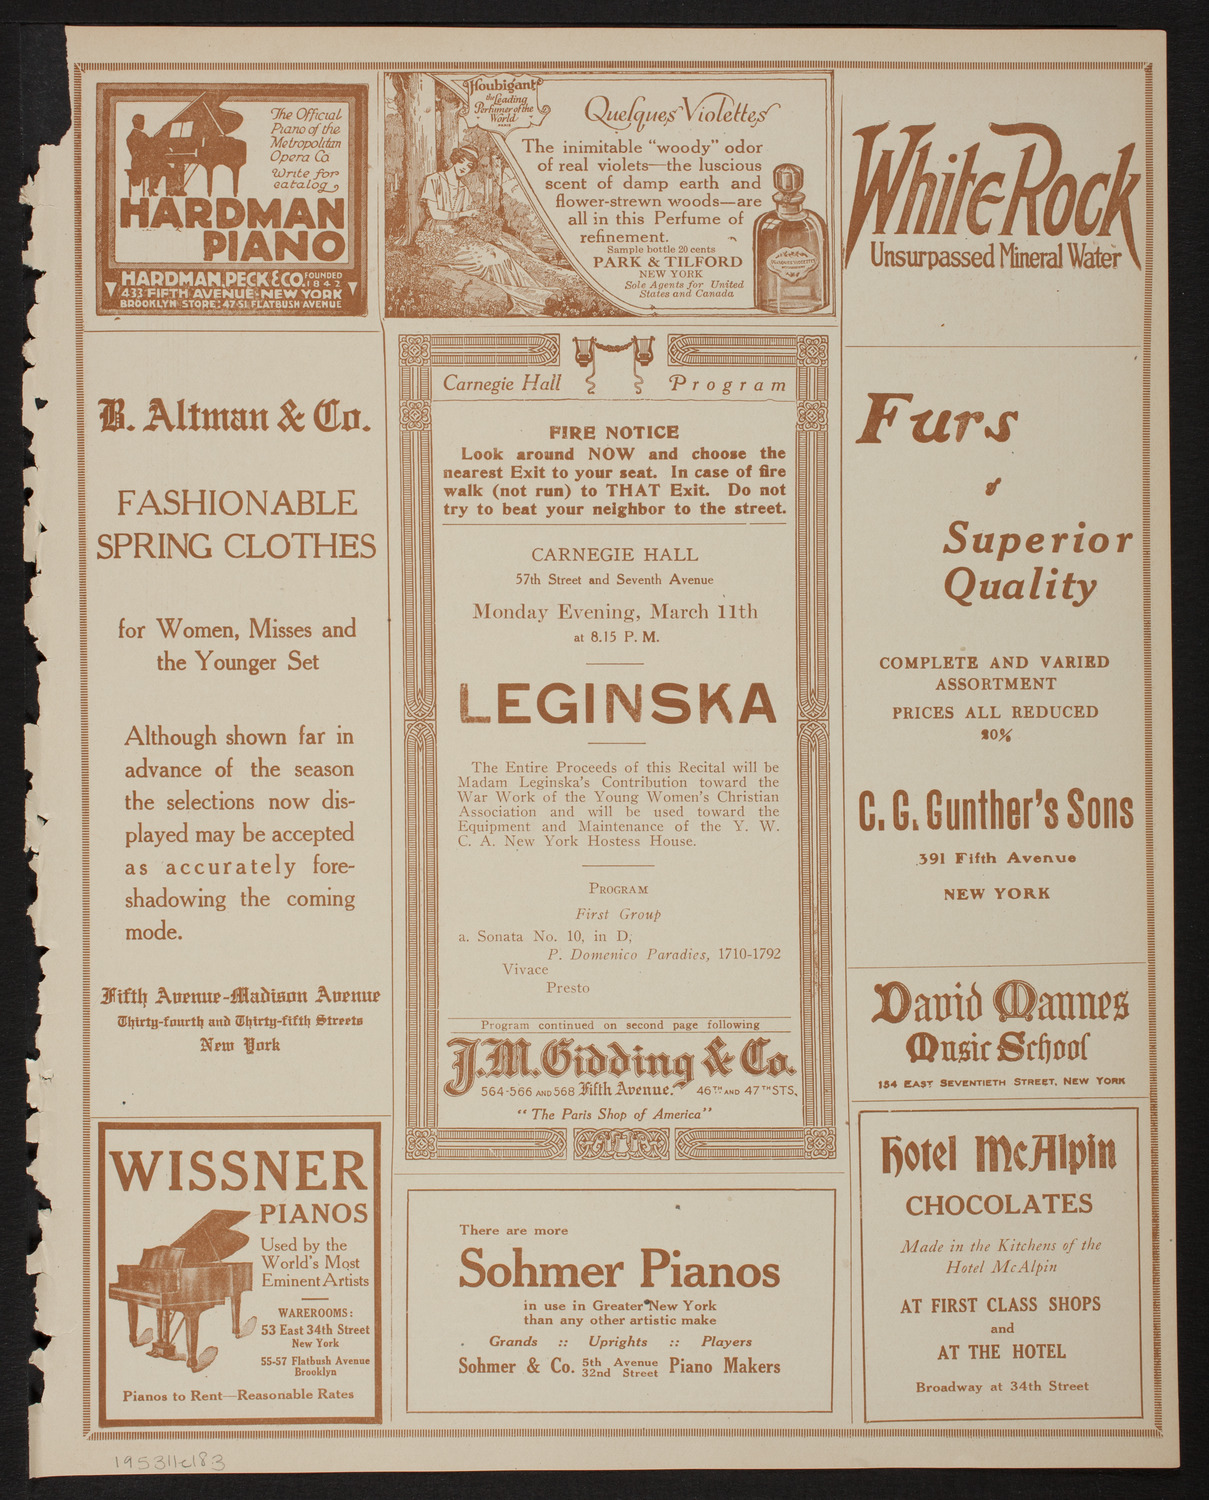 The Official
Piano of the
Metropolitan
Opera Co.
Write for
catalog
HARDMAN
PIANO
HARDMAN, PECK & CO. FOUNDED 1842
433 FIFTH AVENUE-NEW YORK
BROOKLYN STORE: 47-51 FLATBUSH AVENUE
B. Altman & Co.
FASHIONABLE
SPRING CLOTHES
for Women, Misses and
the Younger Set
Although shown far in
advance of the season
the selections now dis-
played may be accepted
as accurately fore-
shadowing the coming
mode.
Fifth Avenue-Madison Avenue
Thirty-fourth and Thirty-fifth Streets
New York
WISSNER
PIANOS
Used by the
World's Most
Eminent Artists
WAREROOMS:
53 East 34th Street
New York
55-57 Flatbush Avenue
Brooklyn
Pianos to Rent—Reasonable Rates
Houbigant
the Leading
Perfumer of the
World
PARIS
Quelques Violettes
The inimitable "woody" odor
of real violets—the luscious
scent of damp earth and
flower-strewn woods—are
all in this Perfume of
refinement.
Sample bottle 20 cents
PARK & TILFORD
NEW YORK
Sole Agents for United
States and Canada
Carnegie Hall Program
FIRE NOTICE
Look around NOW and choose the
nearest Exit to your seat. In case of fire
walk (not run) to THAT Exit. Do not
try to beat your neighbor to the street.
CARNEGIE HALL
57th Street and Seventh Avenue
Monday Evening, March 11th
at 8.15 P. M.
LEGINSKA
The Entire Proceeds of this Recital will be
Madam Leginska's Contribution toward the
War Work of the Young Women's Christian
Association and will be used toward the
Equipment and Maintenance of the Y. W.
C. A. New York Hostess House.
PROGRAM
First Group
a. Sonata No. 10, in D,
P. Domenico Paradies, 1710-1792
Vivace
Presto
Program continued on second page following
J. M. Gidding & Co.
564-566 AND 568 Fifth Avenue. 46TH AND 47TH STS.
"The Paris Shop of America"
There are more
Sohmer Pianos
in use in Greater New York
than any other artistic make
Grands :: Uprights :: Players
Sohmer & Co. 5th Avenue 32nd Street Piano Makers
White Rock
Unsurpassed Mineral Water
Furs
of
Superior
Quality
COMPLETE AND VARIED
ASSORTMENT
PRICES ALL REDUCED
20%
C. G. Gunther's Sons
391 Fifth Avenue
NEW YORK
David Mannes
Music School
154 EAST SEVENTIETH STREET, NEW YORK
Hotel McAlpin
CHOCOLATES
Made in the Kitchens of the
Hotel McAlpin
AT FIRST CLASS SHOPS
and
AT THE HOTEL
Broadway at 34th Street